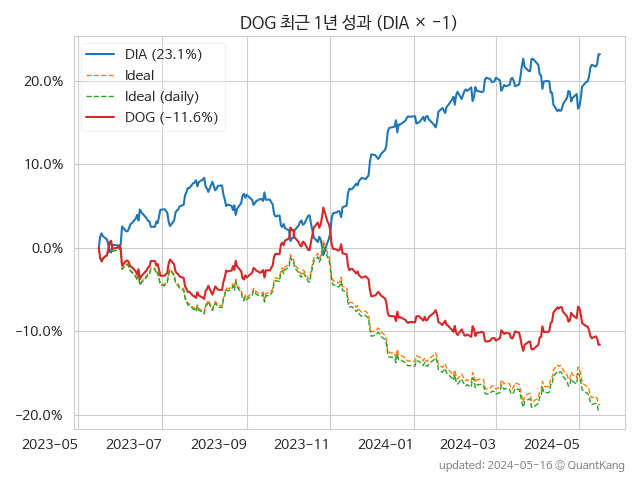 DOG 최근 1년 성과 (DIA × −1)
DIA (23.1%)
Ideal
Ideal (daily)
DOG (−11.6%)
20.0%
10.0%
0.0%
−10.0%
−20.0%
2023-05 2023-07 2023-09 2023-11 2024-01 2024-03 2024-05
updated: 2024-05-16 ⓒ QuantKang